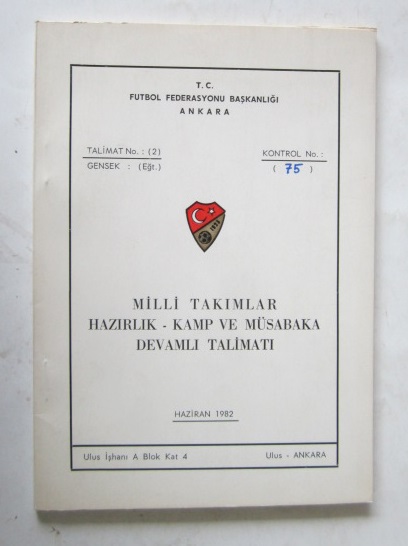 T. C.
FUTBOL FEDERASYONU BAŞKANLIĞI
ANKARA
TALİMAT No. : (2)
GENSEK : (Eğt.)
KONTROL No. :
( 75 )
1923
MİLLİ TAKIMLAR
HAZIRLIK - KAMP VE MÜSABAKA
DEVAMLI TALİMATI
HAZİRAN 1982
Ulus İşhanı A Blok Kat 4
Ulus - ANKARA